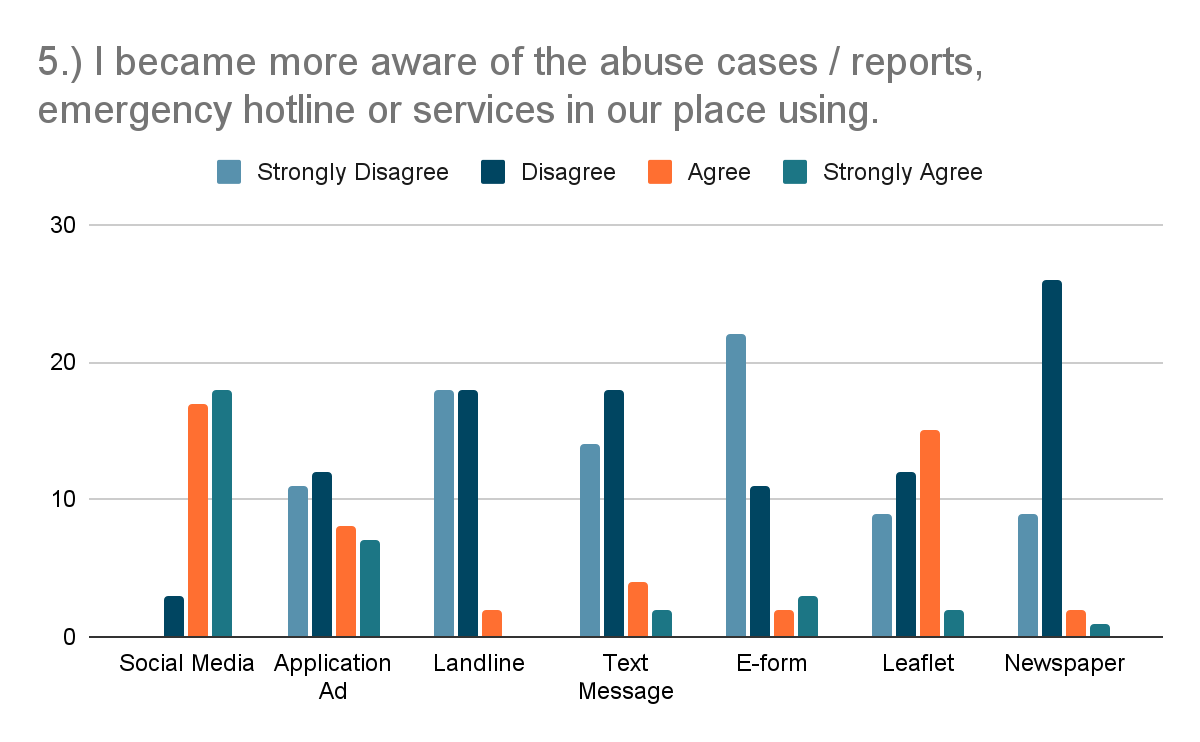 5.) I became more aware of the abuse cases / reports,
emergency hotline or services in our place using.
Strongly Disagree Disagree Agree Strongly Agree
30
20
10
0
Social Media Application Landline Text E-form Leaflet Newspaper
Ad Message